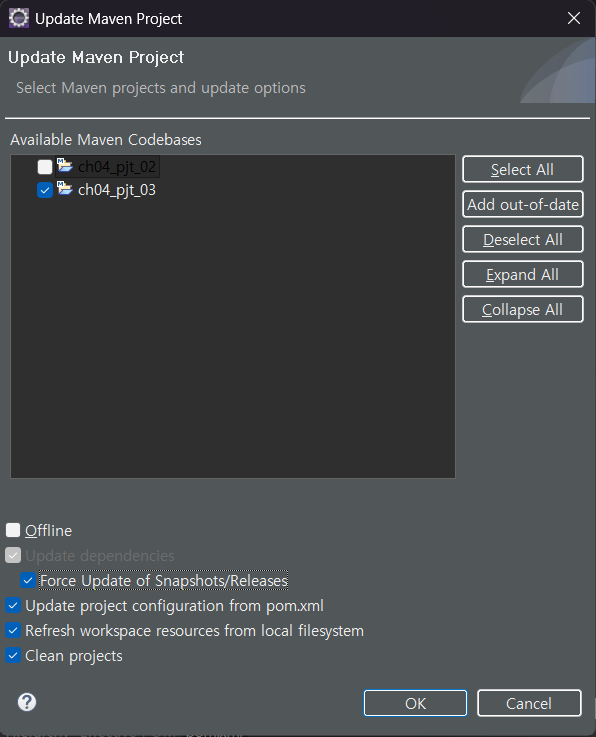 Update Maven Project
Update Maven Project
Select Maven projects and update options
Available Maven Codebases
ch04_pjt_02
ch04_pjt_03
Select All
Add out-of-date
Deselect All
Expand All
Collapse All
Offline
Update dependencies
Force Update of Snapshots/Releases
Update project configuration from pom.xml
Refresh workspace resources from local filesystem
Clean projects
OK
Cancel